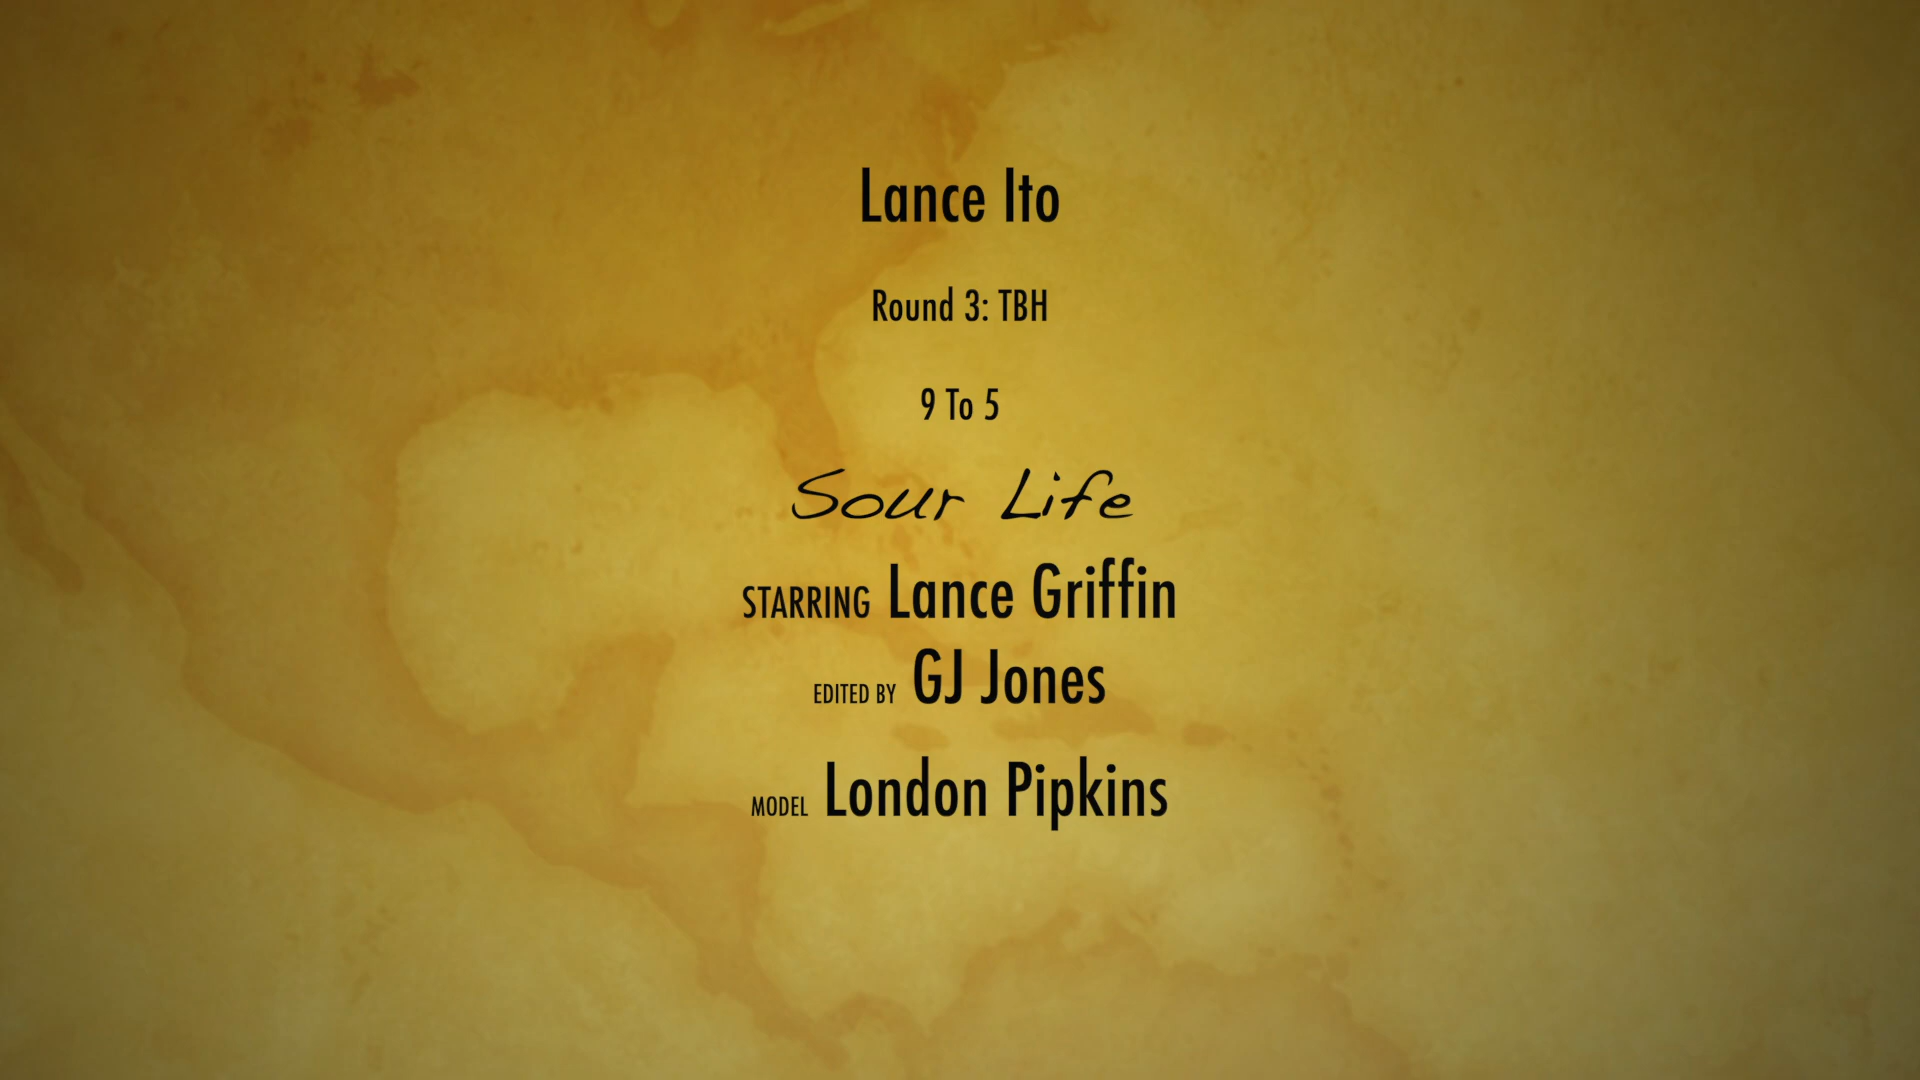 Lance Ito
Round 3: TBH
9 To 5
Sour Life
STARRING Lance Griffin
EDITED BY GJ Jones
MODEL London Pipkins